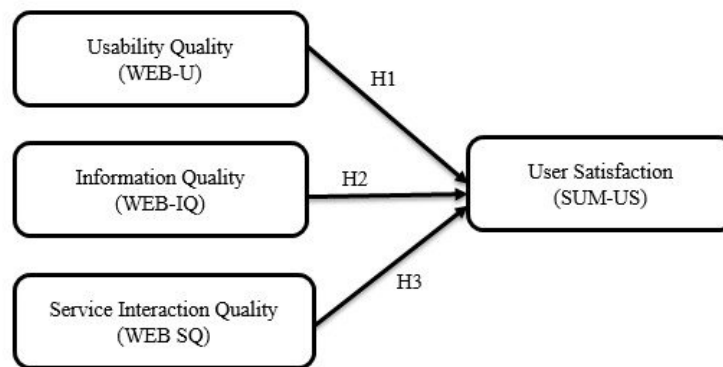 Usability Quality
(WEB-U)
H1
Information Quality
(WEB-IQ)
H2
User Satisfaction
(SUM-US)
Service Interaction Quality
(WEB SQ)
H3